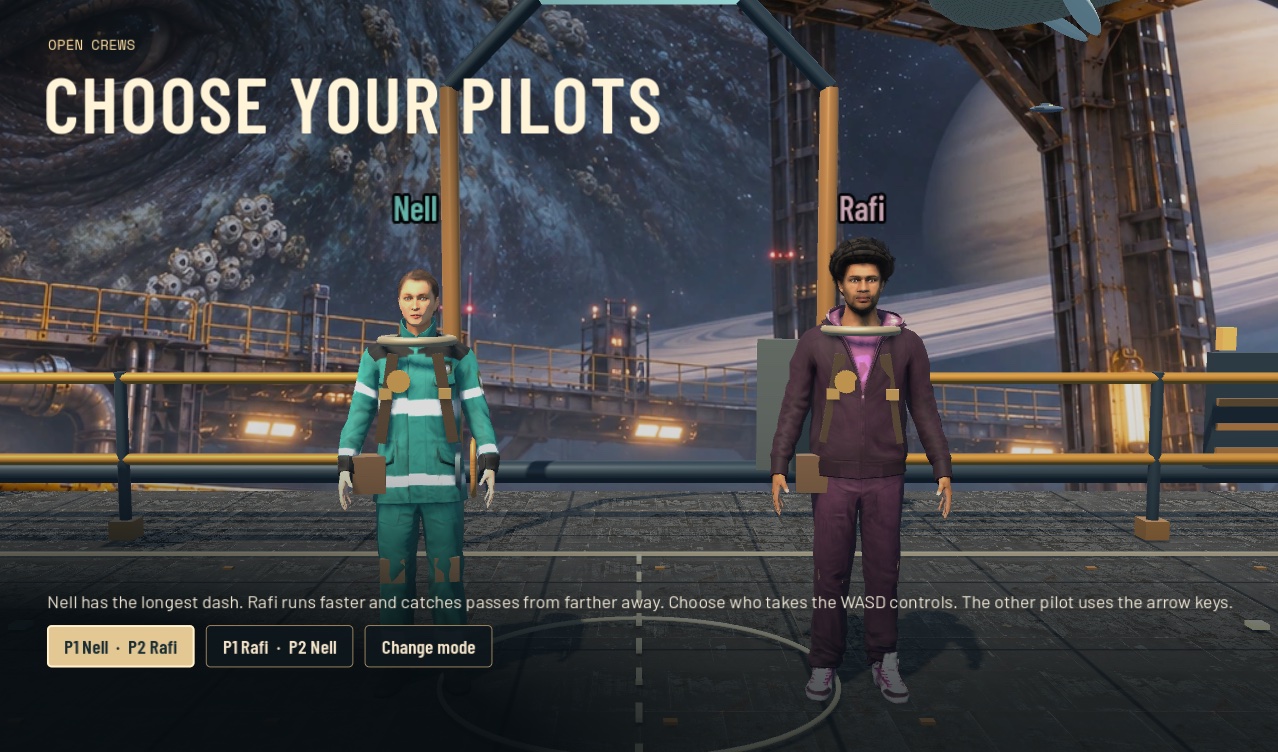 OPEN CREWS
CHOOSE YOUR PILOTS
Nell
Rafi
Nell has the longest dash. Rafi runs faster and catches passes from farther away. Choose who takes the WASD controls. The other pilot uses the arrow keys.
P1 Nell · P2 Rafi
P1 Rafi · P2 Nell
Change mode